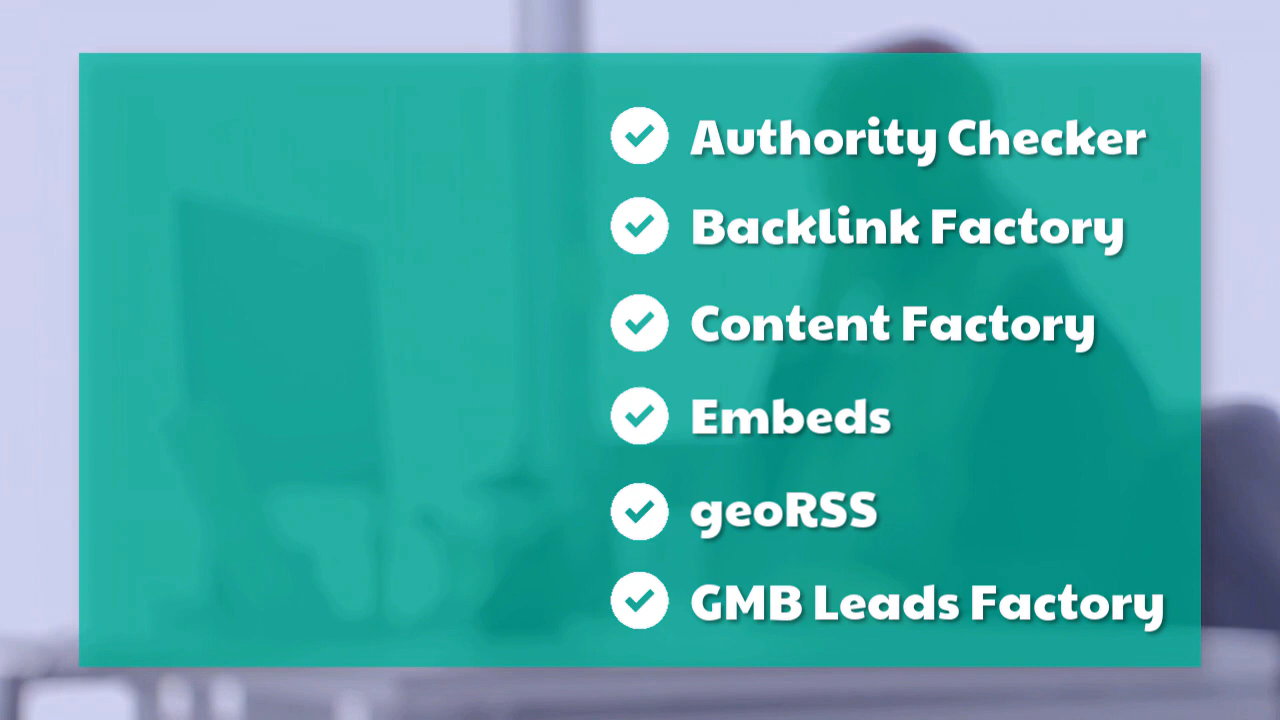 Authority Checker
Backlink Factory
Content Factory
Embeds
geoRSS
GMB Leads Factory